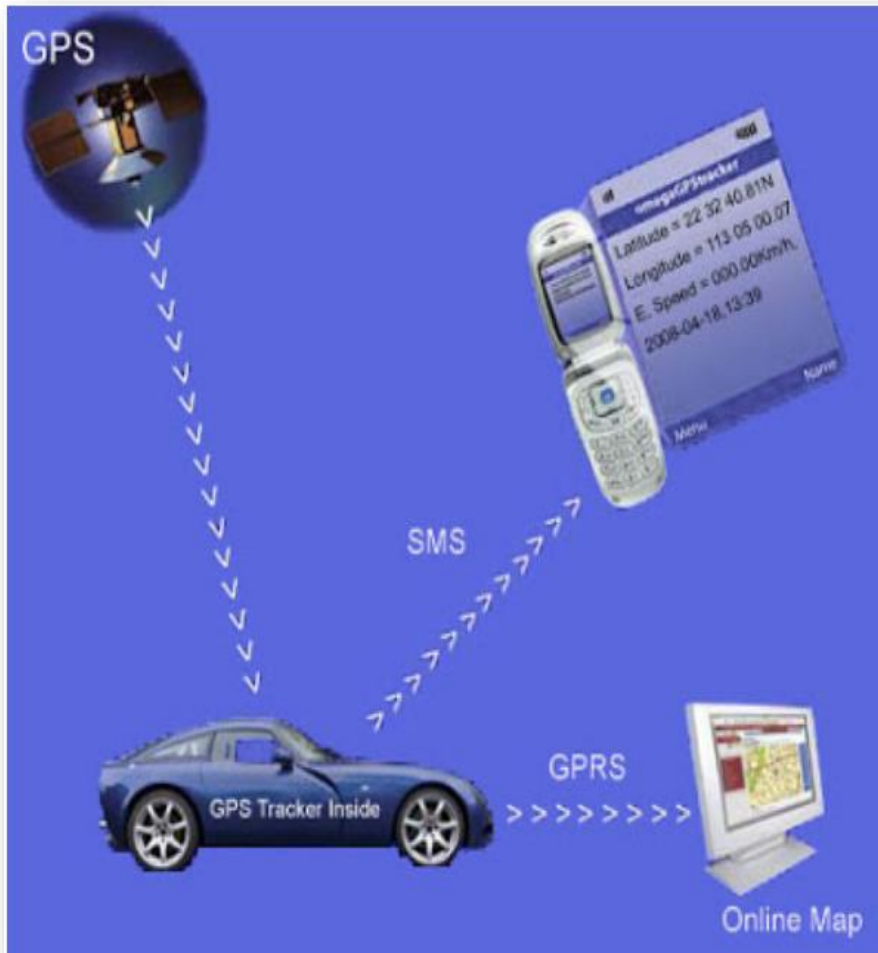 GPS
omegaGPStracker
Latitude = 22 32 40.81N
Longitude = 113 05 00.07
E, Speed = 000.00Km/h,
2008-04-18,13:39
Menu
Name
SMS
GPRS
GPS Tracker Inside
Online Map